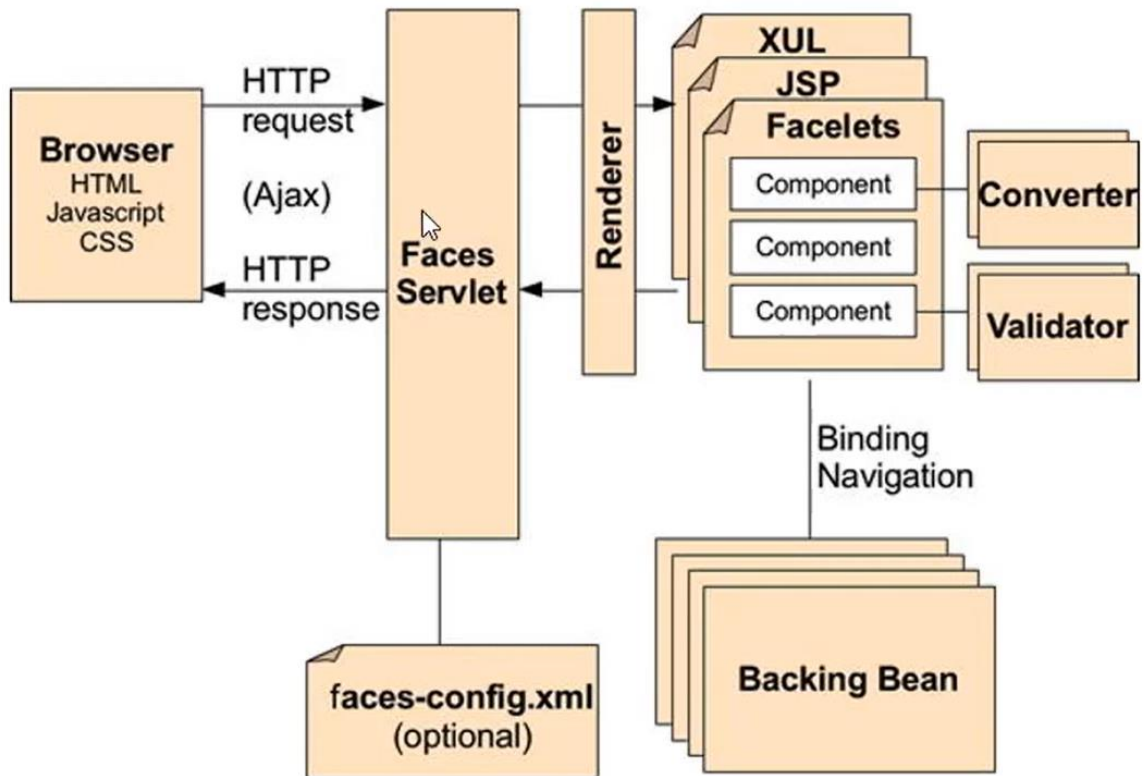 Browser
HTML
Javascript
CSS
HTTP
request
(Ajax)
HTTP
response
Faces
Servlet
Renderer
XUL
JSP
Facelets
Component
Component
Component
Converter
Validator
Binding
Navigation
faces-config.xml
(optional)
Backing Bean